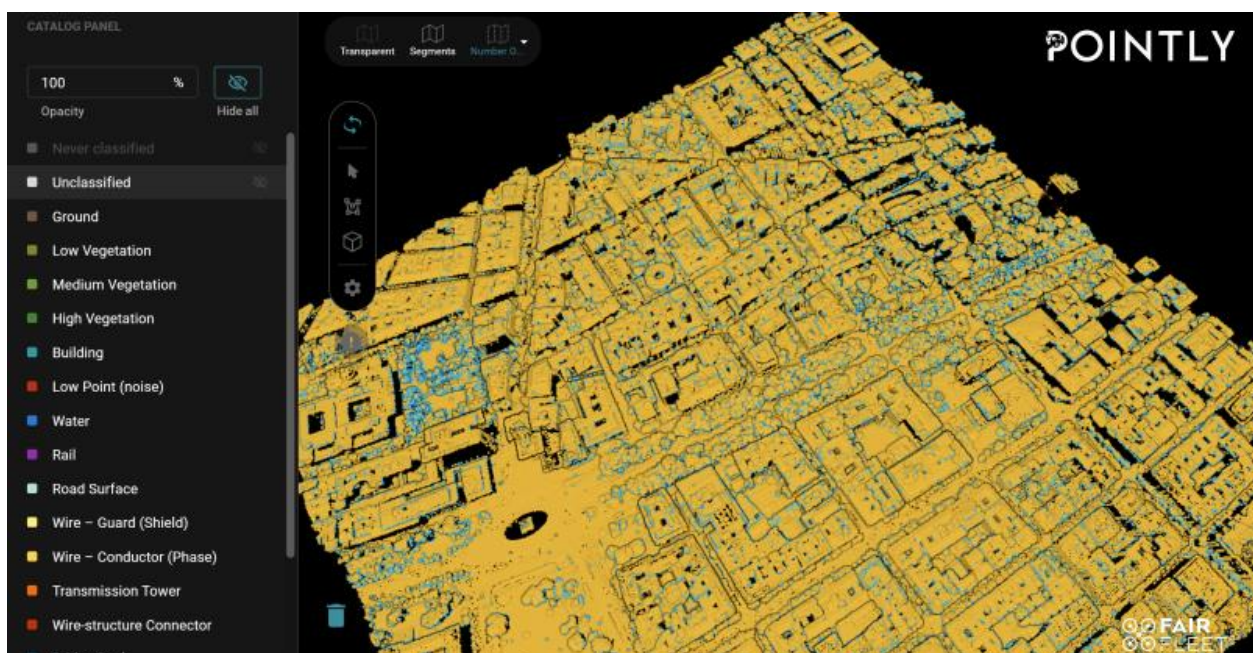 CATALOG PANEL
100 %
Opacity
Hide all
Never classified
Unclassified
Ground
Low Vegetation
Medium Vegetation
High Vegetation
Building
Low Point (noise)
Water
Rail
Road Surface
Wire – Guard (Shield)
Wire – Conductor (Phase)
Transmission Tower
Wire-structure Connector
Transparent
Segments
Number O...
POINTLY
FAIR
FLEET